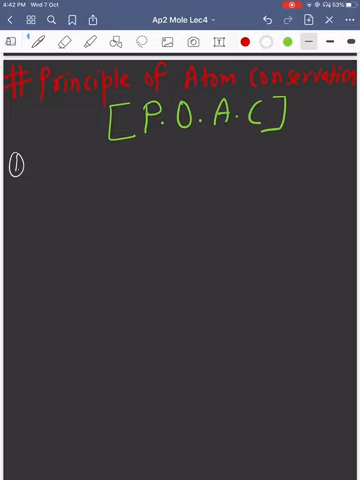 4:42 PM Wed 7 Oct 53%
Ap2 Mole Lec4
# Principle of Atom Conservation
[P.O.A.C]
1